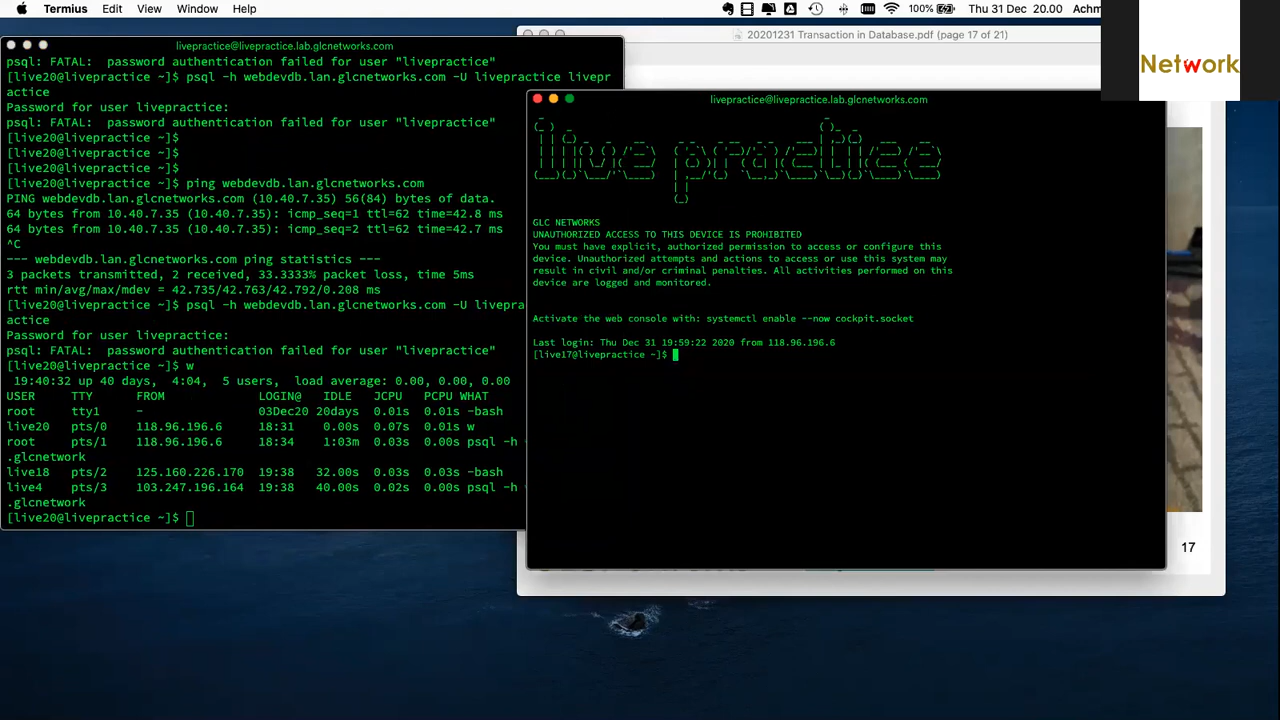 Termius Edit View Window Help
100% Thu 31 Dec 20.00 Achm
20201231 Transaction in Database.pdf (page 17 of 21)
Network
livepractice@livepractice.lab.glcnetworks.com
psql: FATAL:  password authentication failed for user "livepractice"
[live20@livepractice ~]$ psql -h webdevdb.lan.glcnetworks.com -U livepractice livepr
actice
Password for user livepractice:
psql: FATAL:  password authentication failed for user "livepractice"
[live20@livepractice ~]$
[live20@livepractice ~]$
[live20@livepractice ~]$
[live20@livepractice ~]$ ping webdevdb.lan.glcnetworks.com
PING webdevdb.lan.glcnetworks.com (10.40.7.35) 56(84) bytes of data.
64 bytes from 10.40.7.35 (10.40.7.35): icmp_seq=1 ttl=62 time=42.8 ms
64 bytes from 10.40.7.35 (10.40.7.35): icmp_seq=2 ttl=62 time=42.7 ms
^C
--- webdevdb.lan.glcnetworks.com ping statistics ---
3 packets transmitted, 2 received, 33.3333% packet loss, time 5ms
rtt min/avg/max/mdev = 42.735/42.763/42.792/0.208 ms
[live20@livepractice ~]$ psql -h webdevdb.lan.glcnetworks.com -U livepra
actice
Password for user livepractice:
psql: FATAL:  password authentication failed for user "livepractice"
[live20@livepractice ~]$ w
19:40:32 up 40 days, 4:04, 5 users, load average: 0.00, 0.00, 0.00
USER TTY FROM LOGIN@ IDLE JCPU PCPU WHAT
root tty1 - 03Dec20 20days 0.01s 0.01s -bash
live20 pts/0 118.96.196.6 18:31 0.00s 0.07s 0.01s w
root pts/1 118.96.196.6 18:34 1:03m 0.03s 0.00s psql -h
.glcnetwork
live18 pts/2 125.160.226.170 19:38 32.00s 0.03s 0.03s -bash
live4 pts/3 103.247.196.164 19:38 40.00s 0.02s 0.00s psql -h
.glcnetwork
[live20@livepractice ~]$
livepractice@livepractice.lab.glcnetworks.com
live practice
GLC NETWORKS
UNAUTHORIZED ACCESS TO THIS DEVICE IS PROHIBITED
You must have explicit, authorized permission to access or configure this
device. Unauthorized attempts and actions to access or use this system may
result in civil and/or criminal penalties. All activities performed on this
device are logged and monitored.
Activate the web console with: systemctl enable --now cockpit.socket
Last login: Thu Dec 31 19:59:22 2020 from 118.96.196.6
[live17@livepractice ~]$
17